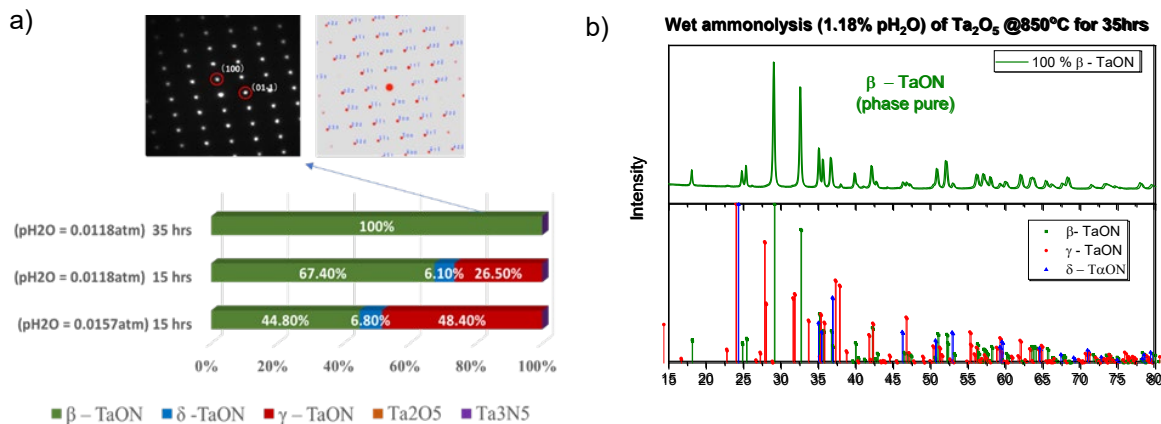 a)
(100)
(01-1)
(pH2O = 0.0118atm) 35 hrs
100%
(pH2O = 0.0118atm) 15 hrs
67.40% 6.10% 26.50%
(pH2O = 0.0157atm) 15 hrs
44.80% 6.80% 48.40%
0% 20% 40% 60% 80% 100%
β – TaON δ -TaON γ – TaON Ta2O5 Ta3N5
b)
Wet ammonolysis (1.18% pH₂O) of Ta₂O₅ @850°C for 35hrs
100 % β - TaON
β – TaON
(phase pure)
Intensity
β- TaON
γ - TaON
δ – TαON
15 20 25 30 35 40 45 50 55 60 65 70 75 80